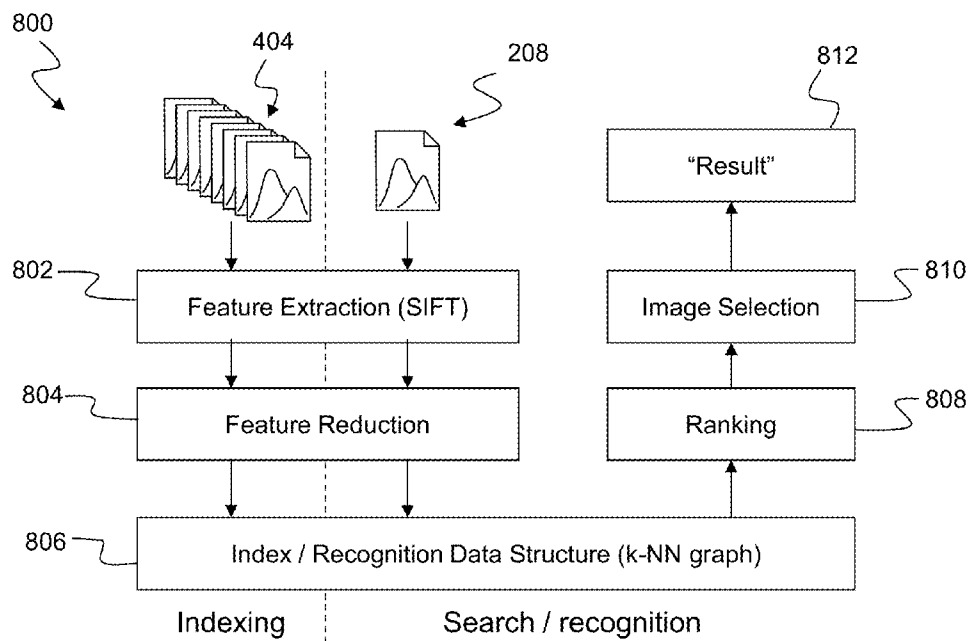 800
404
208
812
"Result"
802
Feature Extraction (SIFT)
Image Selection
810
804
Feature Reduction
Ranking
808
806
Index / Recognition Data Structure (k-NN graph)
Indexing
Search / recognition